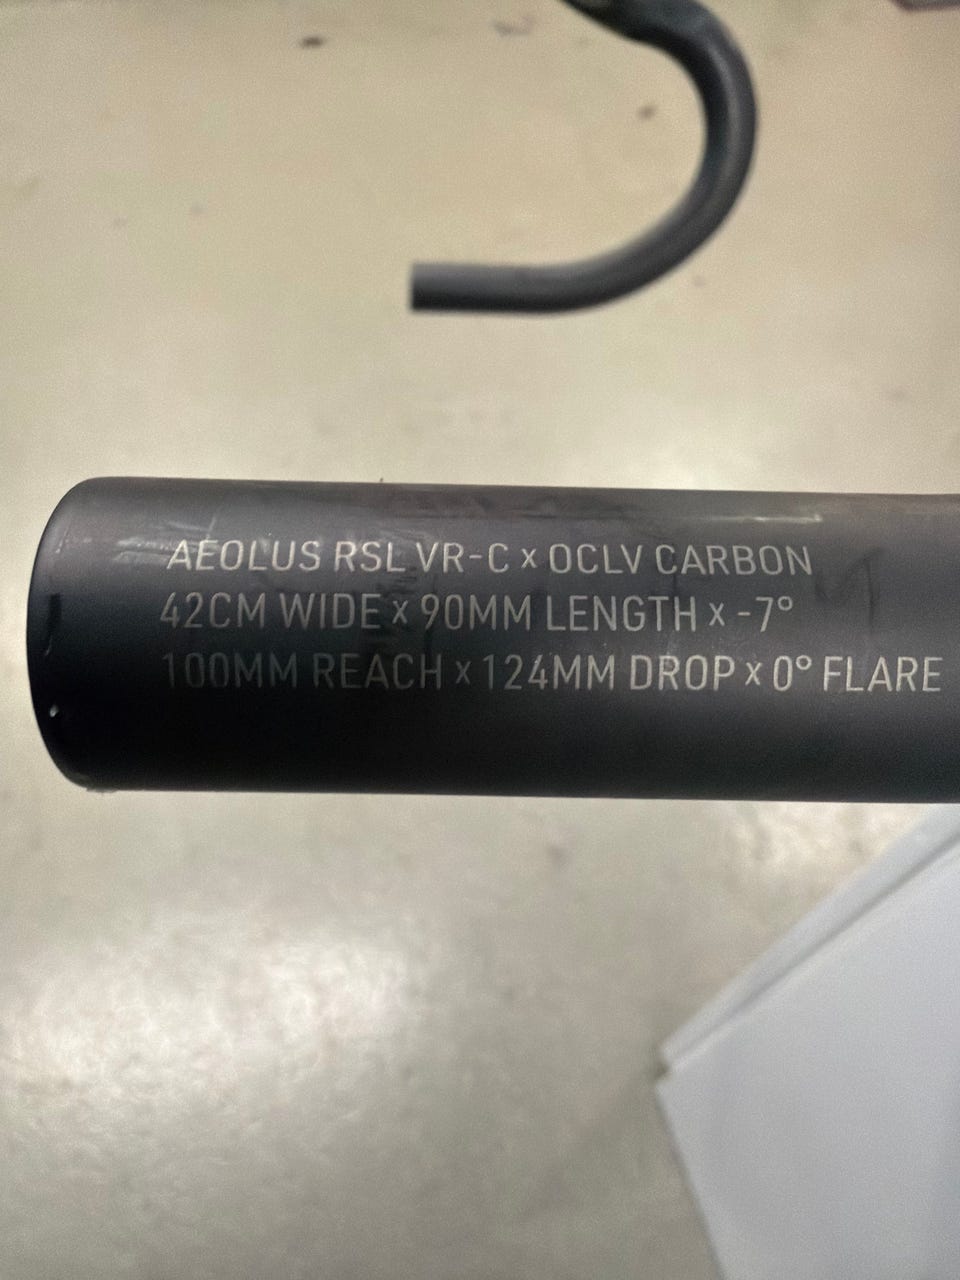 AEOLUS RSL VR-C x OCLV CARBON
42CM WIDE x 90MM LENGTH x -7°
100MM REACH x 124MM DROP x 0° FLARE